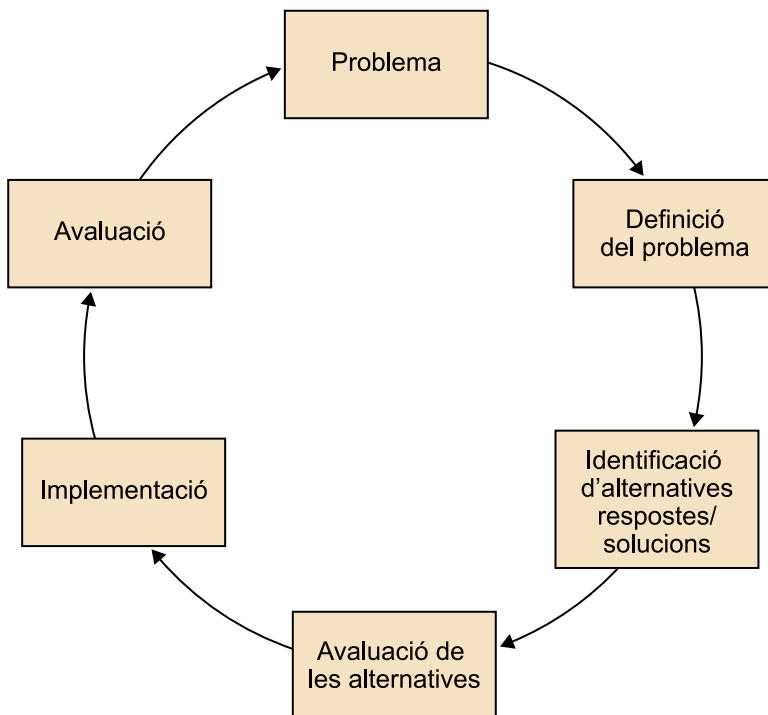 Problema
Definició
del problema
Identificació
d'alternatives
respostes/
solucions
Avaluació de
les alternatives
Implementació
Avaluació